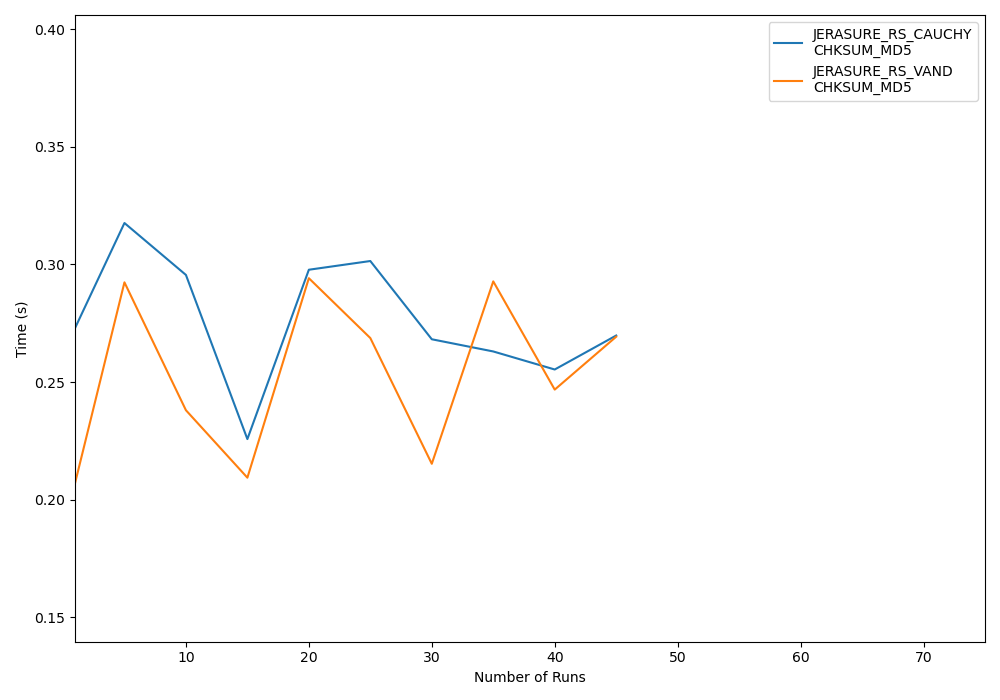 0.40
JERASURE_RS_CAUCHY
CHKSUM_MD5
JERASURE_RS_VAND
CHKSUM_MD5
0.35
0.30
0.25
0.20
0.15
Time (s)
10 20 30 40 50 60 70
Number of Runs